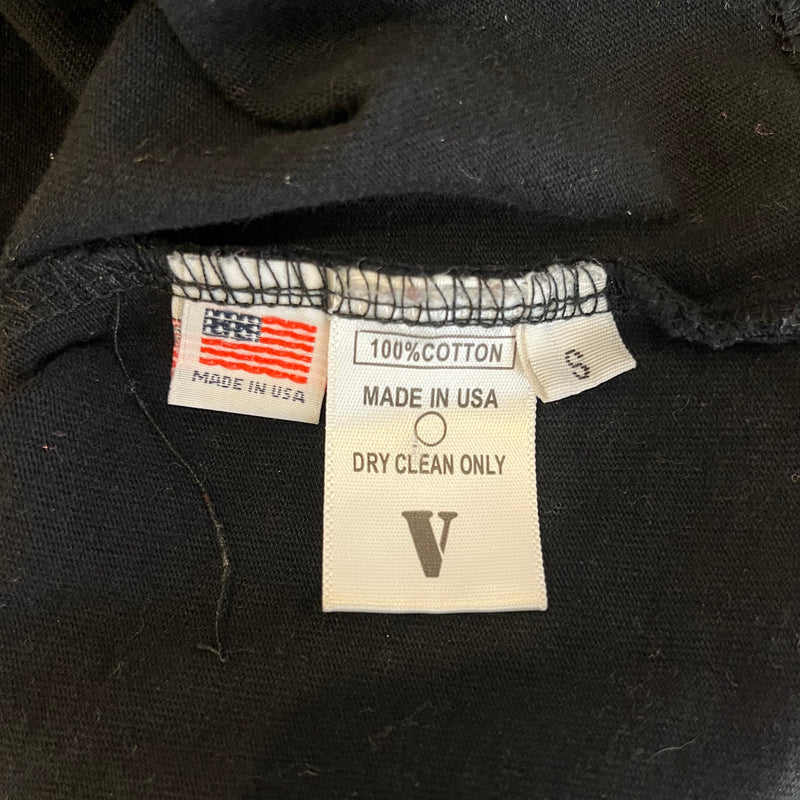 MADE IN USA
100%COTTON
MADE IN USA
DRY CLEAN ONLY
V
S